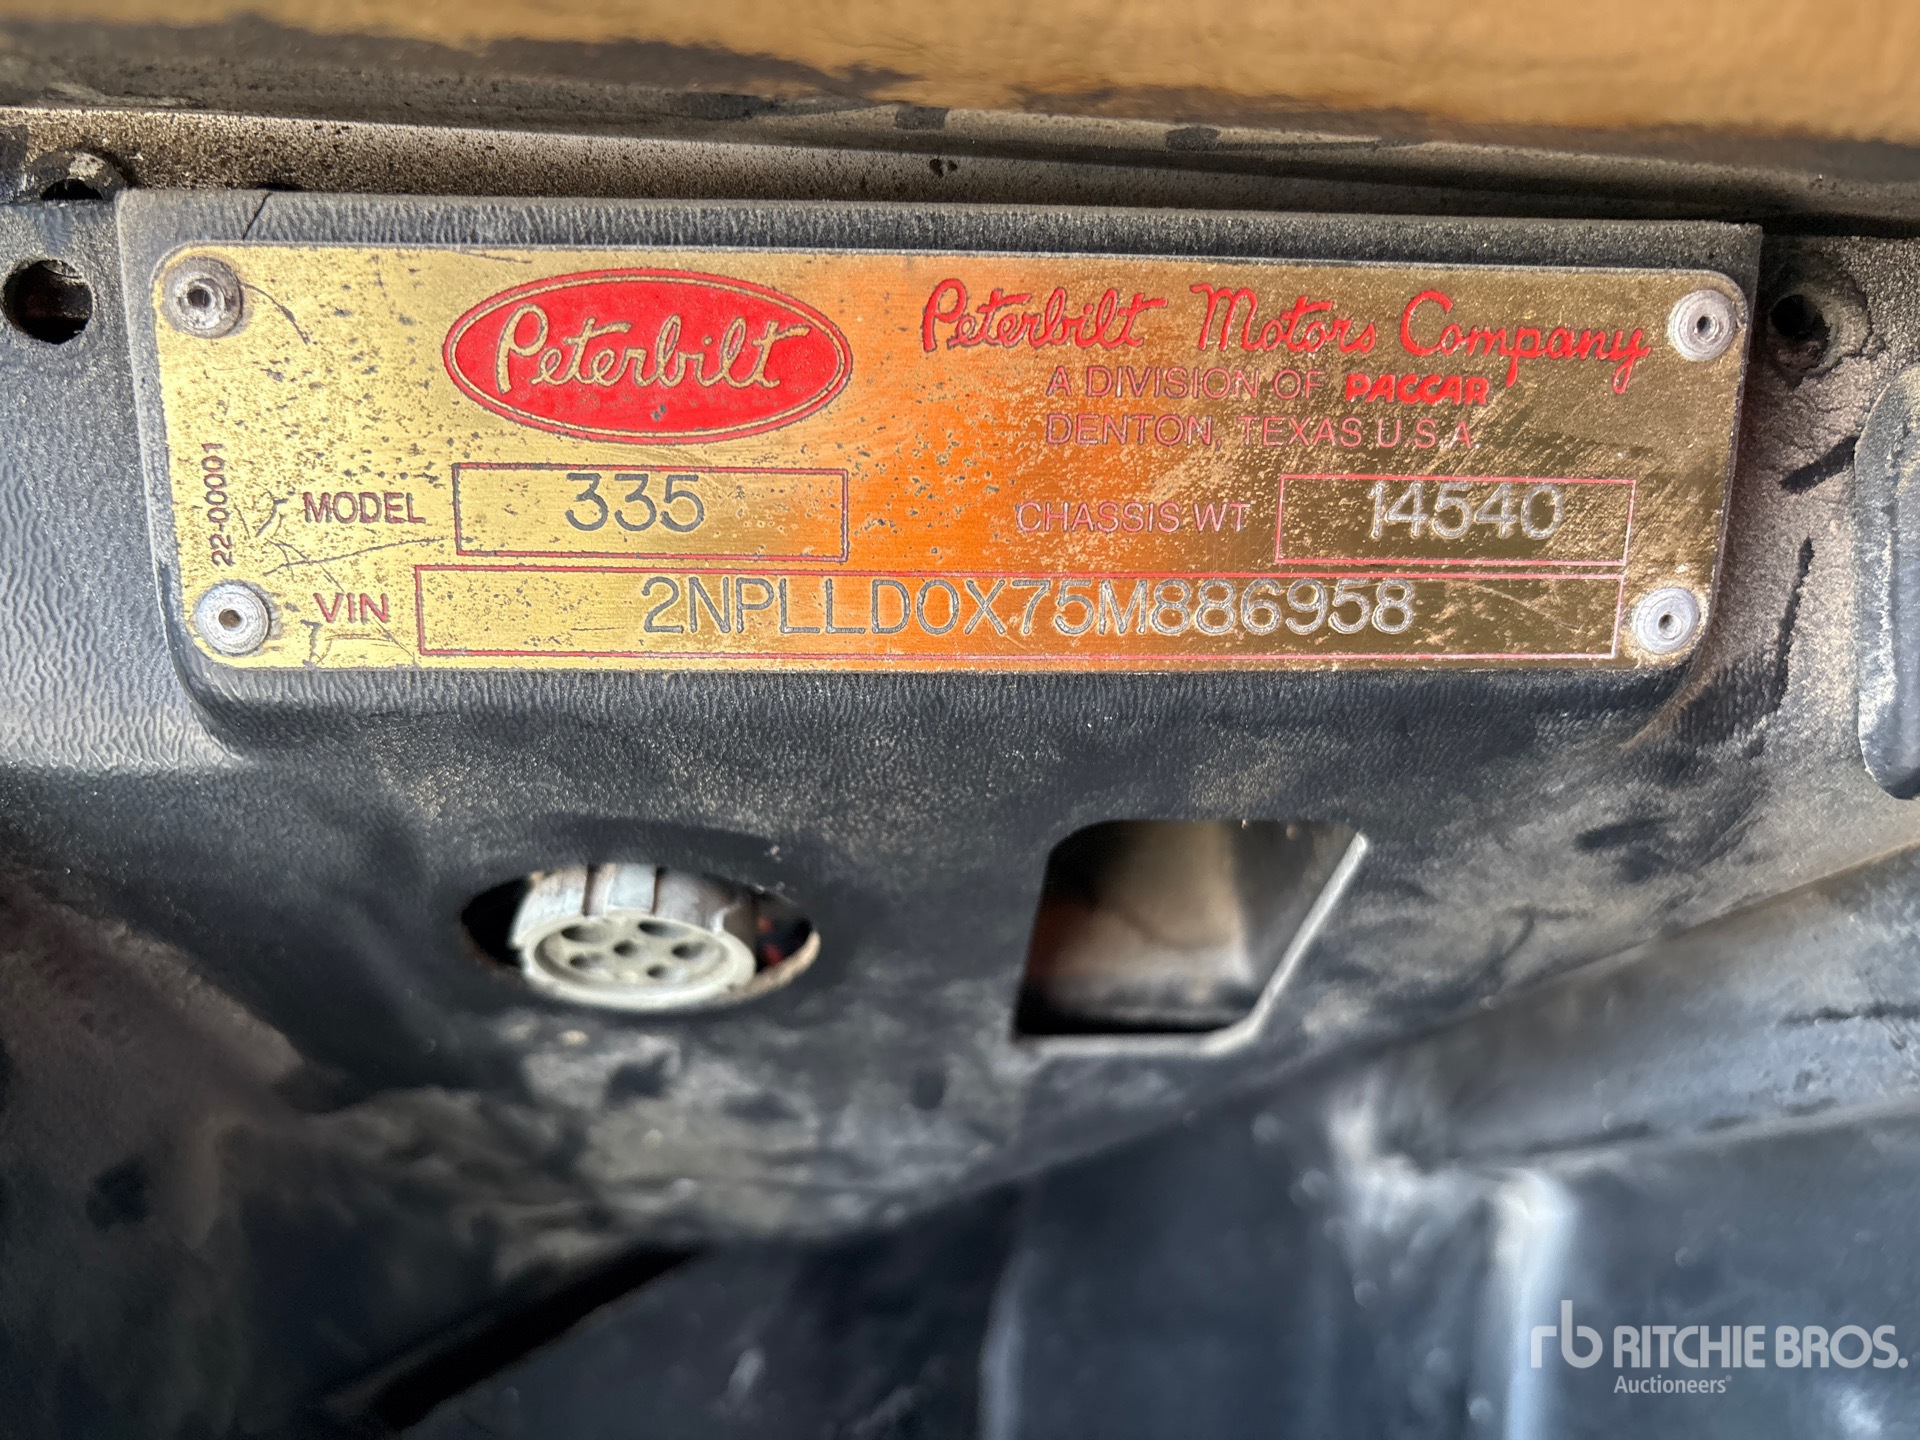 Peterbilt
Peterbilt Motors Company
A DIVISION OF PACCAR
DENTON, TEXAS U.S.A.
22-00001
MODEL 335
CHASSIS WT 14540
VIN 2NPLLD0X75M886958
rb RITCHIE BROS.
Auctioneers